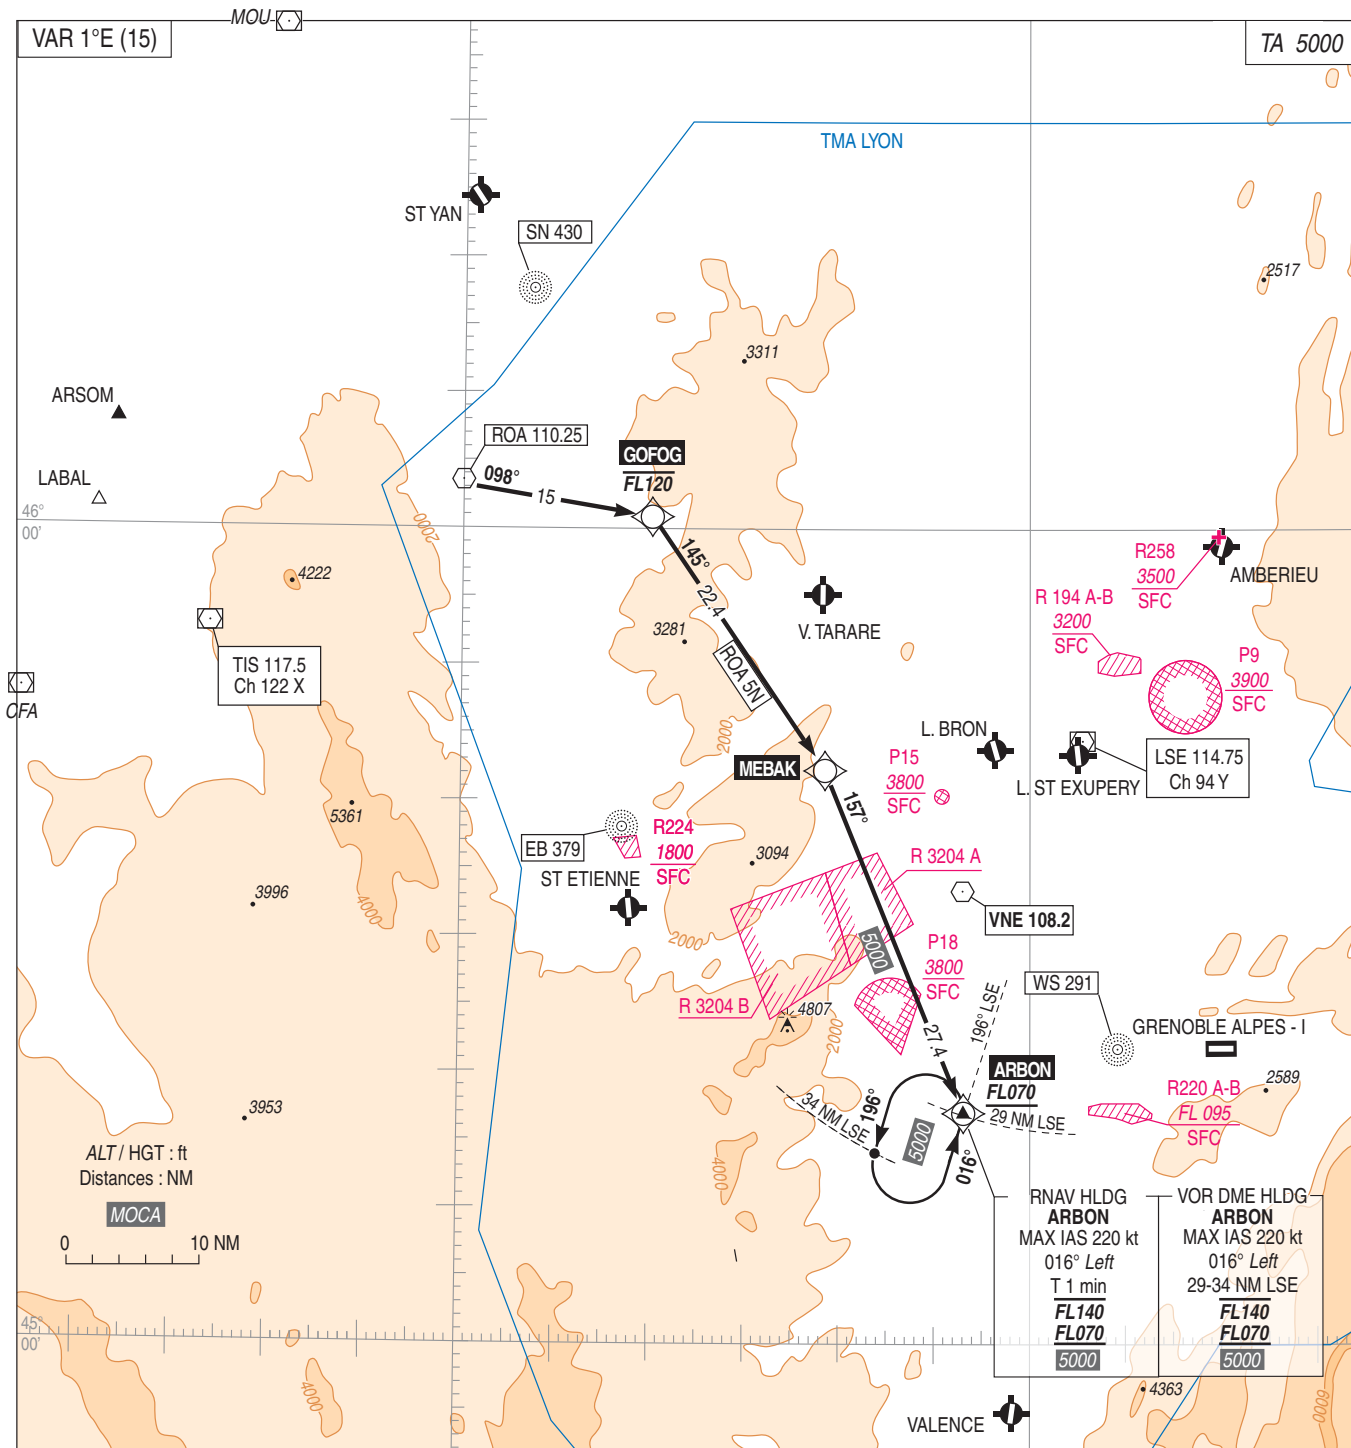 MOU
VAR 1°E (15)
TA 5000
TMA LYON
ST YAN
SN 430
2517
3311
ARSOM
ROA 110.25
GOFOG
FL120
LABAL
098°
15
46°
00'
2000
145°
R258
3500
SFC
AMBERIEU
4222
22.4
R 194 A-B
3200
SFC
3281
V. TARARE
TIS 117.5
Ch 122 X
ROA 5N
P9
3900
SFC
CFA
2000
L. BRON
MEBAK
P15
3800
SFC
LSE 114.75
Ch 94 Y
L. ST EXUPERY
157°
5361
R224
1800
SFC
EB 379
3094
R 3204 A
ST ETIENNE
3996
4000
VNE 108.2
2000
5000
P18
3800
SFC
WS 291
R 3204 B
4807
196° LSE
2000
27.4
GRENOBLE ALPES - I
ARBON
FL070
2589
R220 A-B
FL 095
SFC
34 NM LSE
196°
29 NM LSE
3953
5000
016°
4000
ALT / HGT : ft
Distances : NM
MOCA
0
10 NM
RNAV HLDG
ARBON
MAX IAS 220 kt
016° Left
T 1 min
FL140
FL070
5000
VOR DME HLDG
ARBON
MAX IAS 220 kt
016° Left
29-34 NM LSE
FL140
FL070
5000
45°
00'
4000
4363
6000
VALENCE